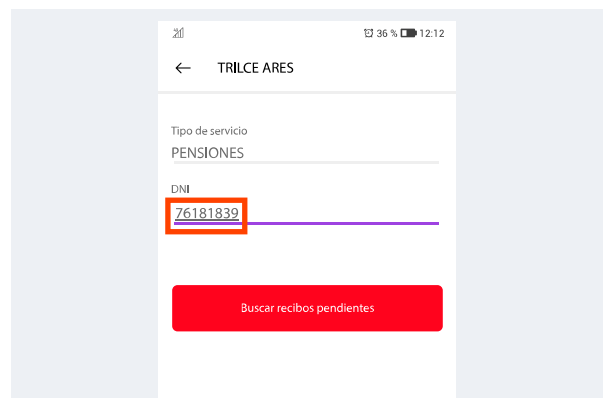 36 % 12:12
← TRILCE ARES
Tipo de servicio
PENSIONES
DNI
76181839
Buscar recibos pendientes